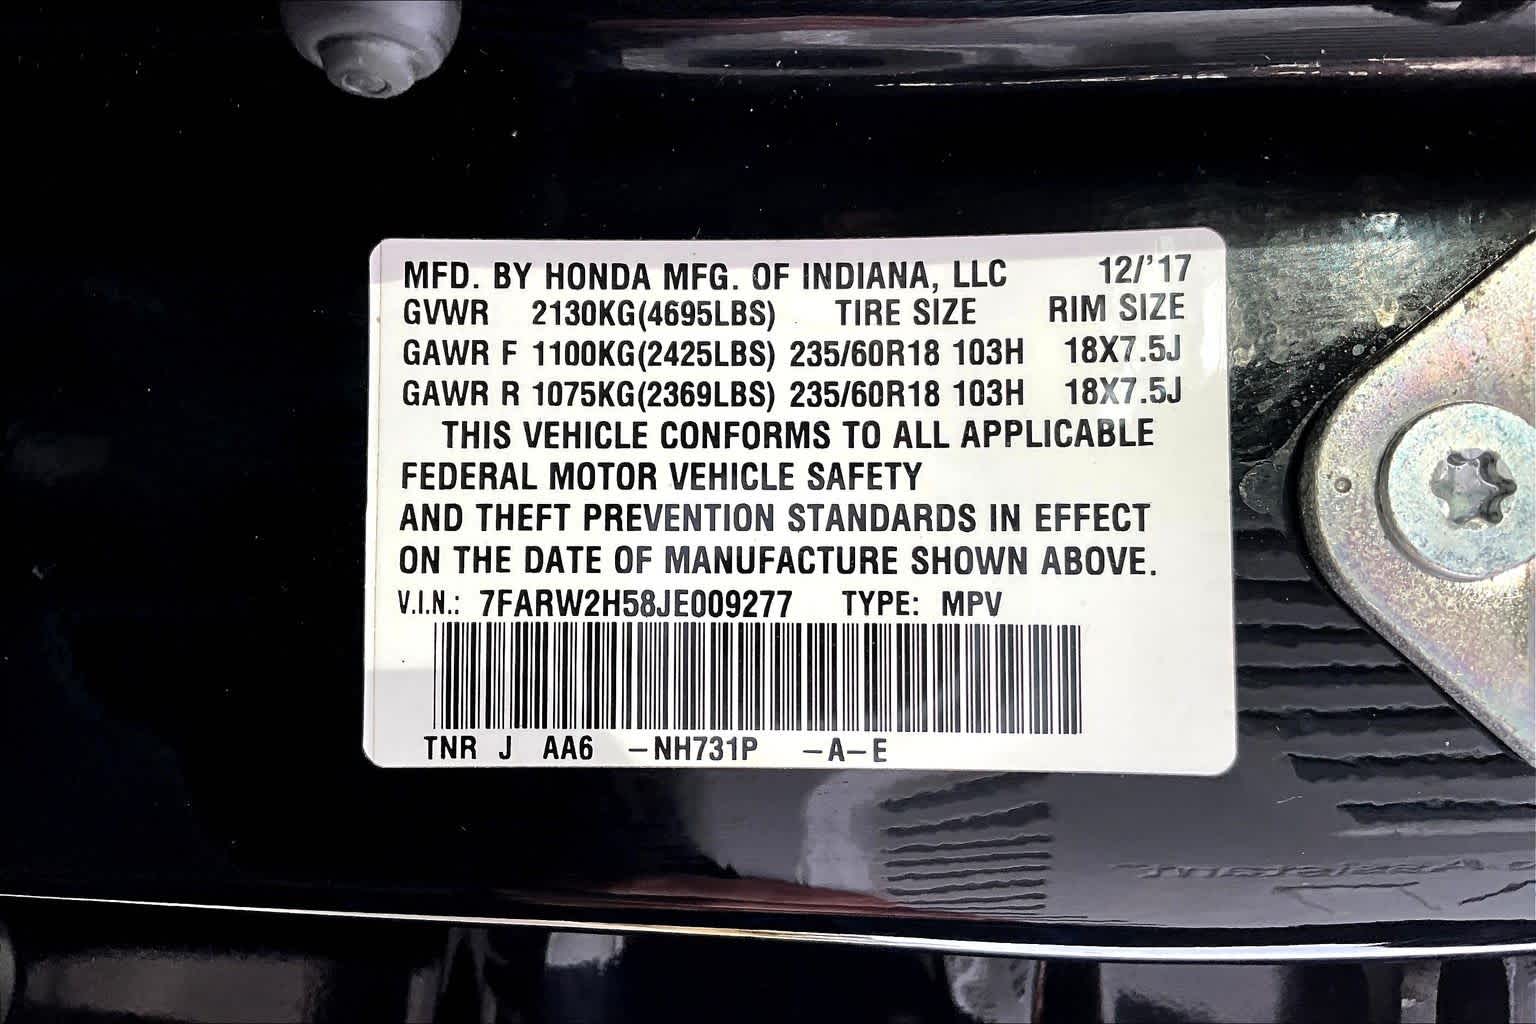 MFD. BY HONDA MFG. OF INDIANA, LLC 12/'17
GVWR 2130KG(4695LBS) TIRE SIZE RIM SIZE
GAWR F 1100KG(2425LBS) 235/60R18 103H 18X7.5J
GAWR R 1075KG(2369LBS) 235/60R18 103H 18X7.5J
THIS VEHICLE CONFORMS TO ALL APPLICABLE
FEDERAL MOTOR VEHICLE SAFETY
AND THEFT PREVENTION STANDARDS IN EFFECT
ON THE DATE OF MANUFACTURE SHOWN ABOVE.
V.I.N.: 7FARW2H58JE009277 TYPE: MPV
TNR J AA6 –NH731P –A–E